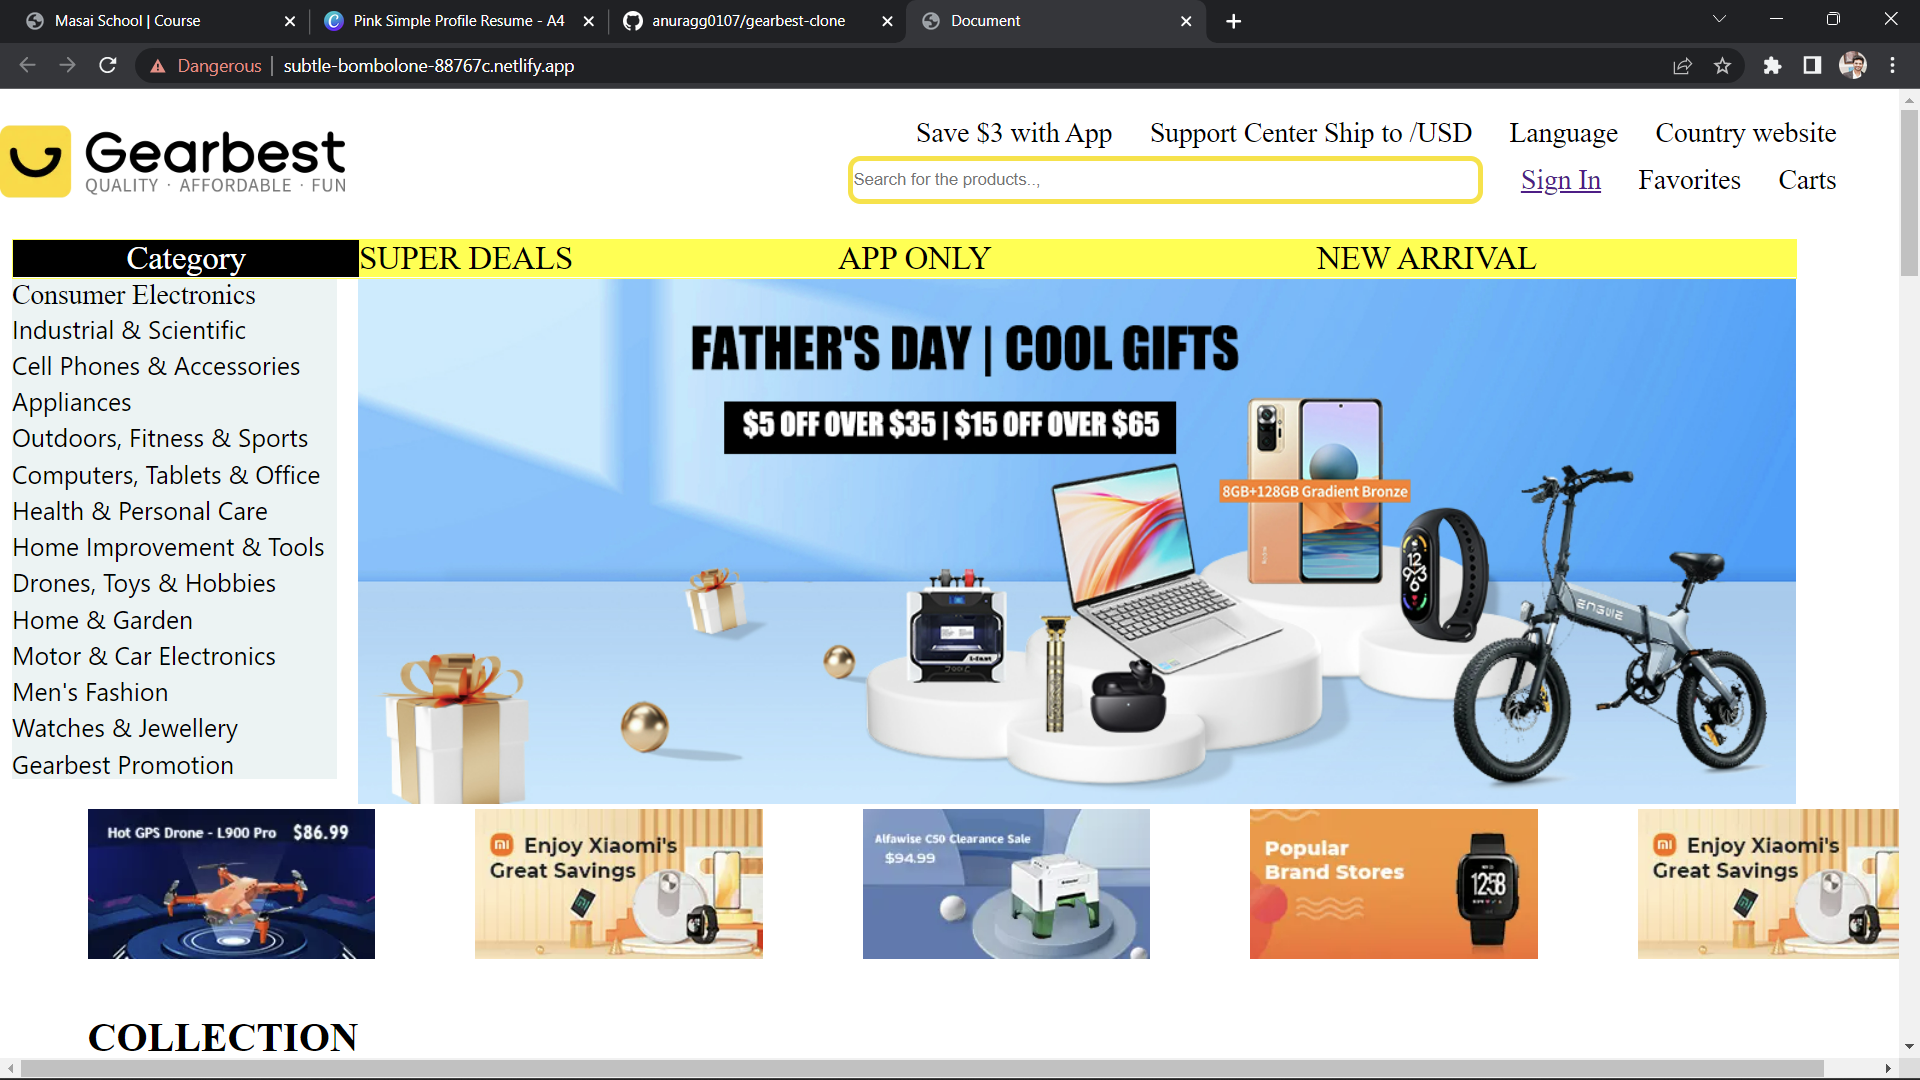 Masai School | Course
Pink Simple Profile Resume - A4
anuragg0107/gearbest-clone
Document
Dangerous
subtle-bombolone-88767c.netlify.app
Gearbest
QUALITY · AFFORDABLE · FUN
Save $3 with App Support Center Ship to /USD Language Country website
Search for the products..,
Sign In Favorites Carts
Category SUPER DEALS APP ONLY NEW ARRIVAL
Consumer Electronics
Industrial & Scientific
Cell Phones & Accessories
Appliances
Outdoors, Fitness & Sports
Computers, Tablets & Office
Health & Personal Care
Home Improvement & Tools
Drones, Toys & Hobbies
Home & Garden
Motor & Car Electronics
Men's Fashion
Watches & Jewellery
Gearbest Promotion
FATHER'S DAY | COOL GIFTS
$5 OFF OVER $35 | $15 OFF OVER $65
8GB+128GB Gradient Bronze
ENGWE
Hot GPS Drone - L900 Pro $86.99
mi Enjoy Xiaomi's
Great Savings
Alfawise C50 Clearance Sale
$94.99
Popular
Brand Stores
12:58
mi Enjoy Xiaomi's
Great Savings
COLLECTION